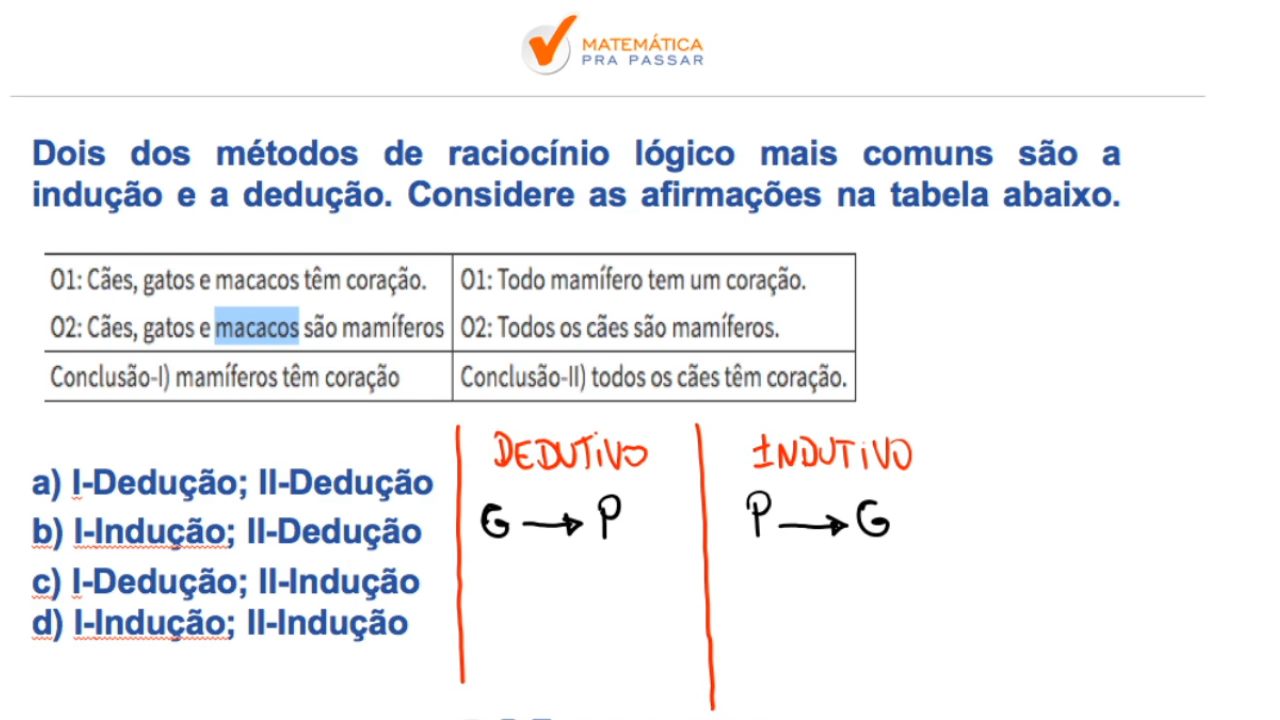 MATEMÁTICA
PRA PASSAR
Dois dos métodos de raciocínio lógico mais comuns são a
indução e a dedução. Considere as afirmações na tabela abaixo.
O1: Cães, gatos e macacos têm coração.
O2: Cães, gatos e macacos são mamíferos
Conclusão-I) mamíferos têm coração
O1: Todo mamífero tem um coração.
O2: Todos os cães são mamíferos.
Conclusão-II) todos os cães têm coração.
a) I-Dedução; II-Dedução
b) I-Indução; II-Dedução
c) I-Dedução; II-Indução
d) I-Indução; II-Indução
DEDUTIVO
G → P
INDUTIVO
P → G